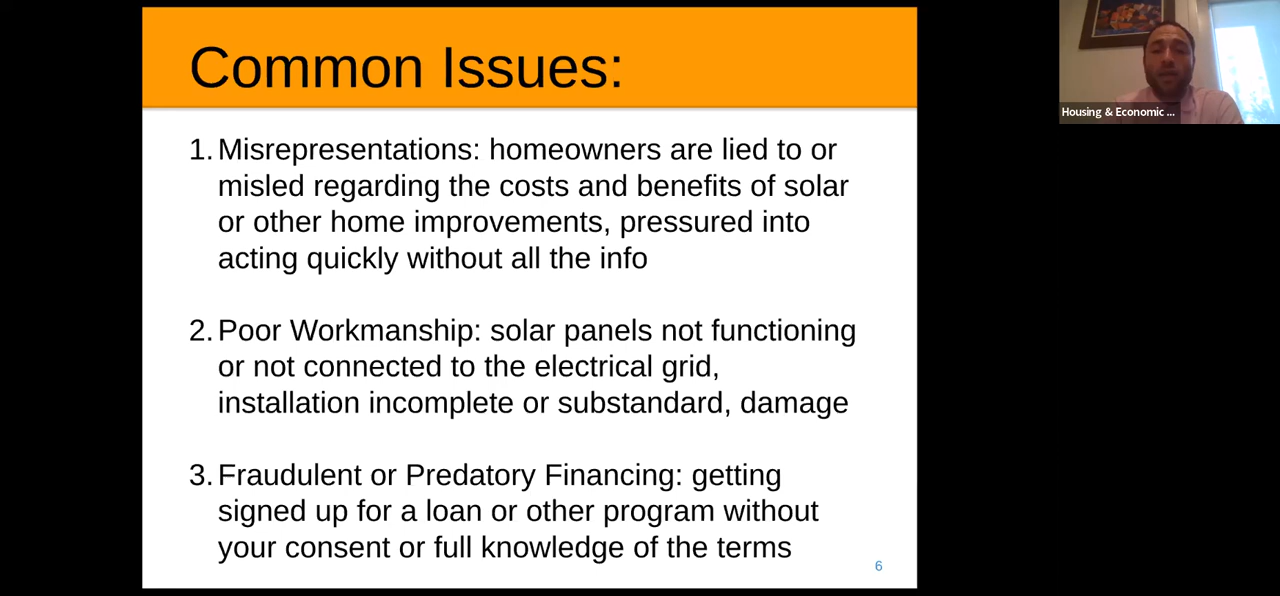 Common Issues:
1. Misrepresentations: homeowners are lied to or
misled regarding the costs and benefits of solar
or other home improvements, pressured into
acting quickly without all the info
2. Poor Workmanship: solar panels not functioning
or not connected to the electrical grid,
installation incomplete or substandard, damage
3. Fraudulent or Predatory Financing: getting
signed up for a loan or other program without
your consent or full knowledge of the terms
6
Housing & Economic ...